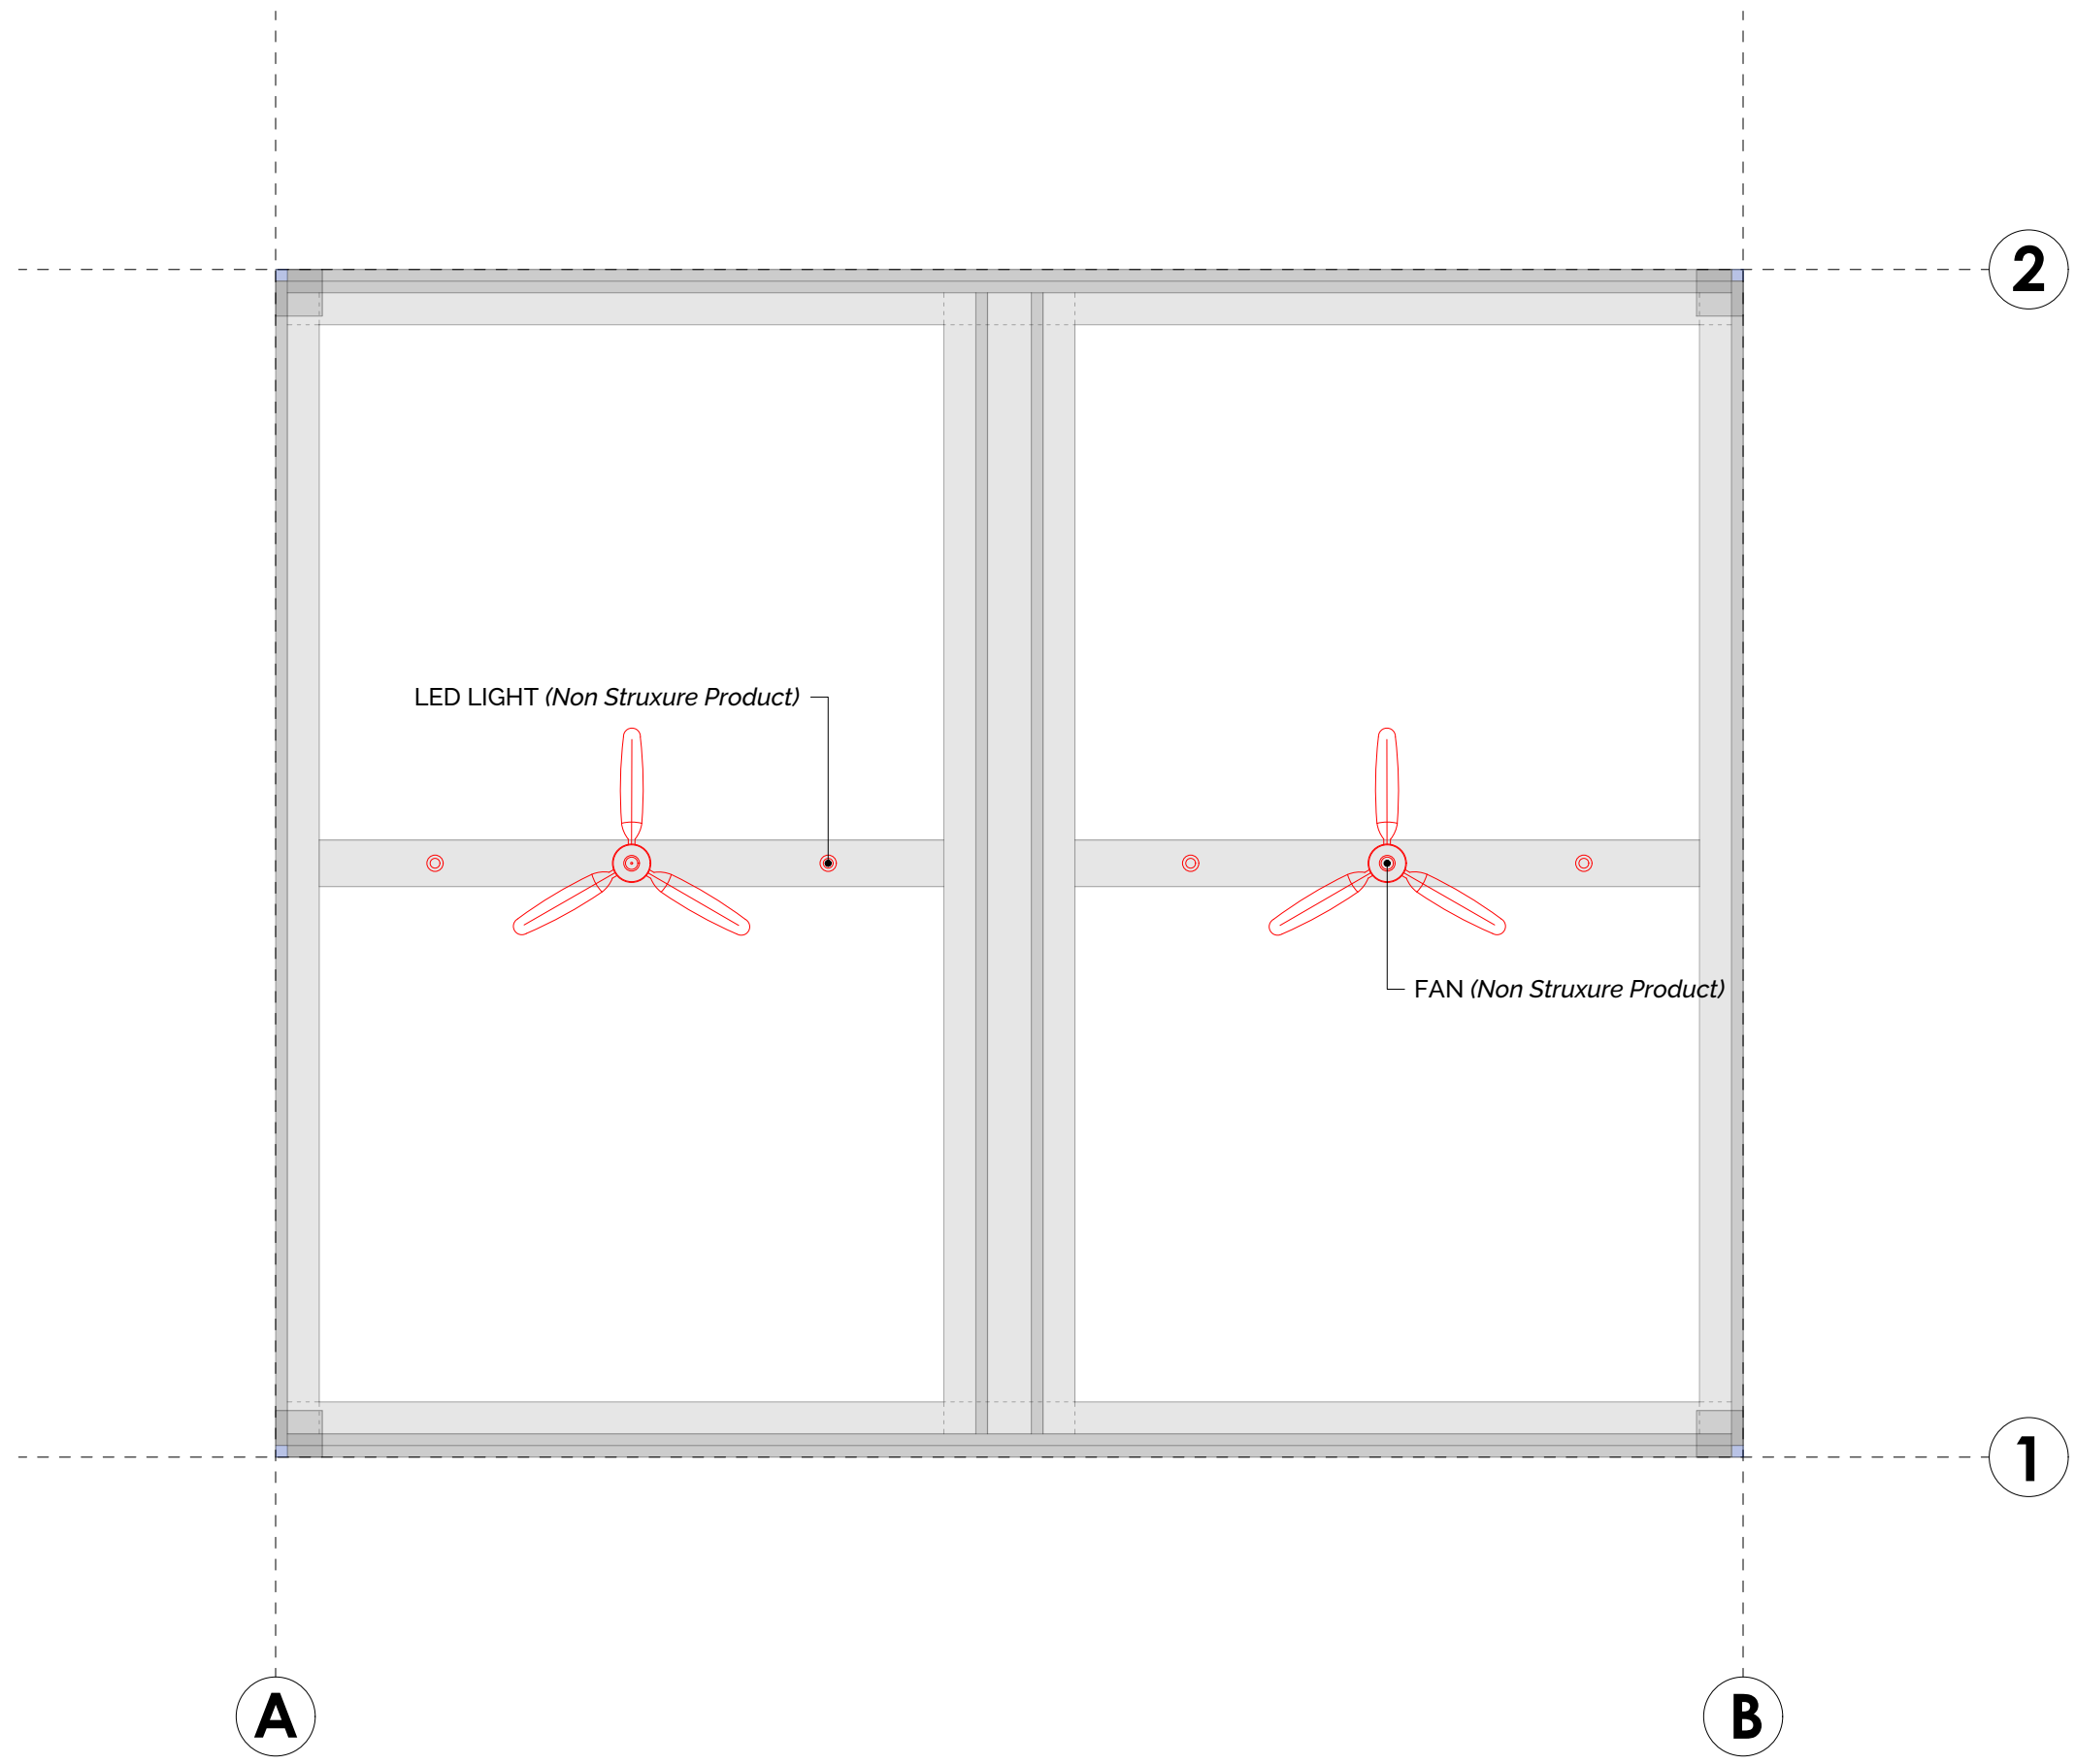 2
LED LIGHT (Non Struxure Product)
FAN (Non Struxure Product)
1
A
B